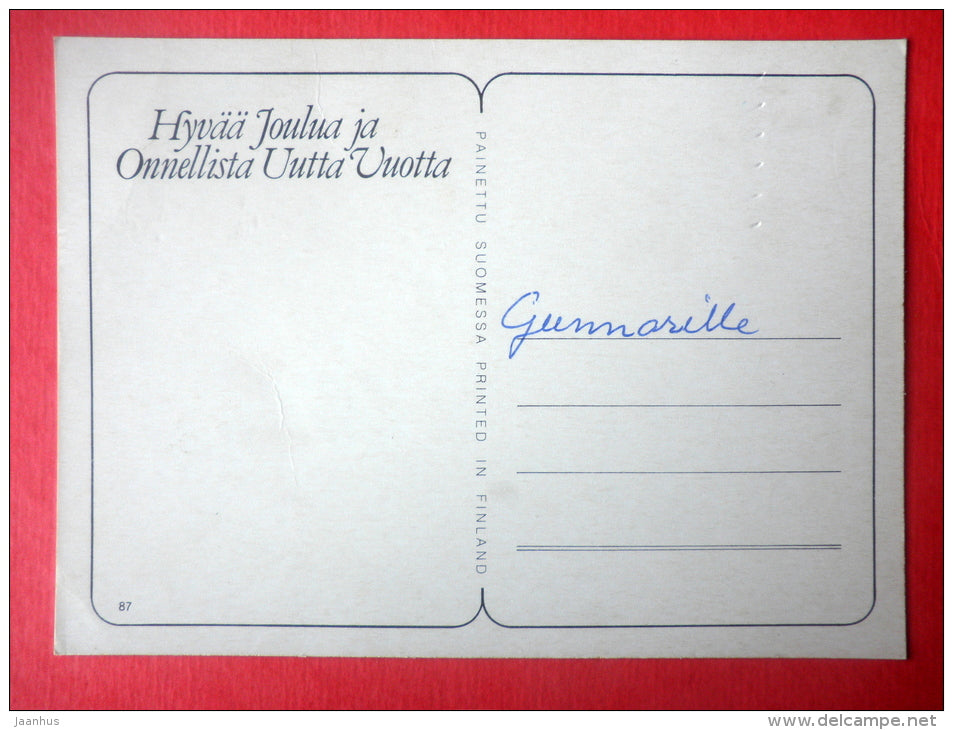 Hyvää Joulua ja
Onnellista Uutta Vuotta
PAINETTU SUOMESSA PRINTED IN FINLAND
Gunnarille
87
jaanhus
www.delcampe.net